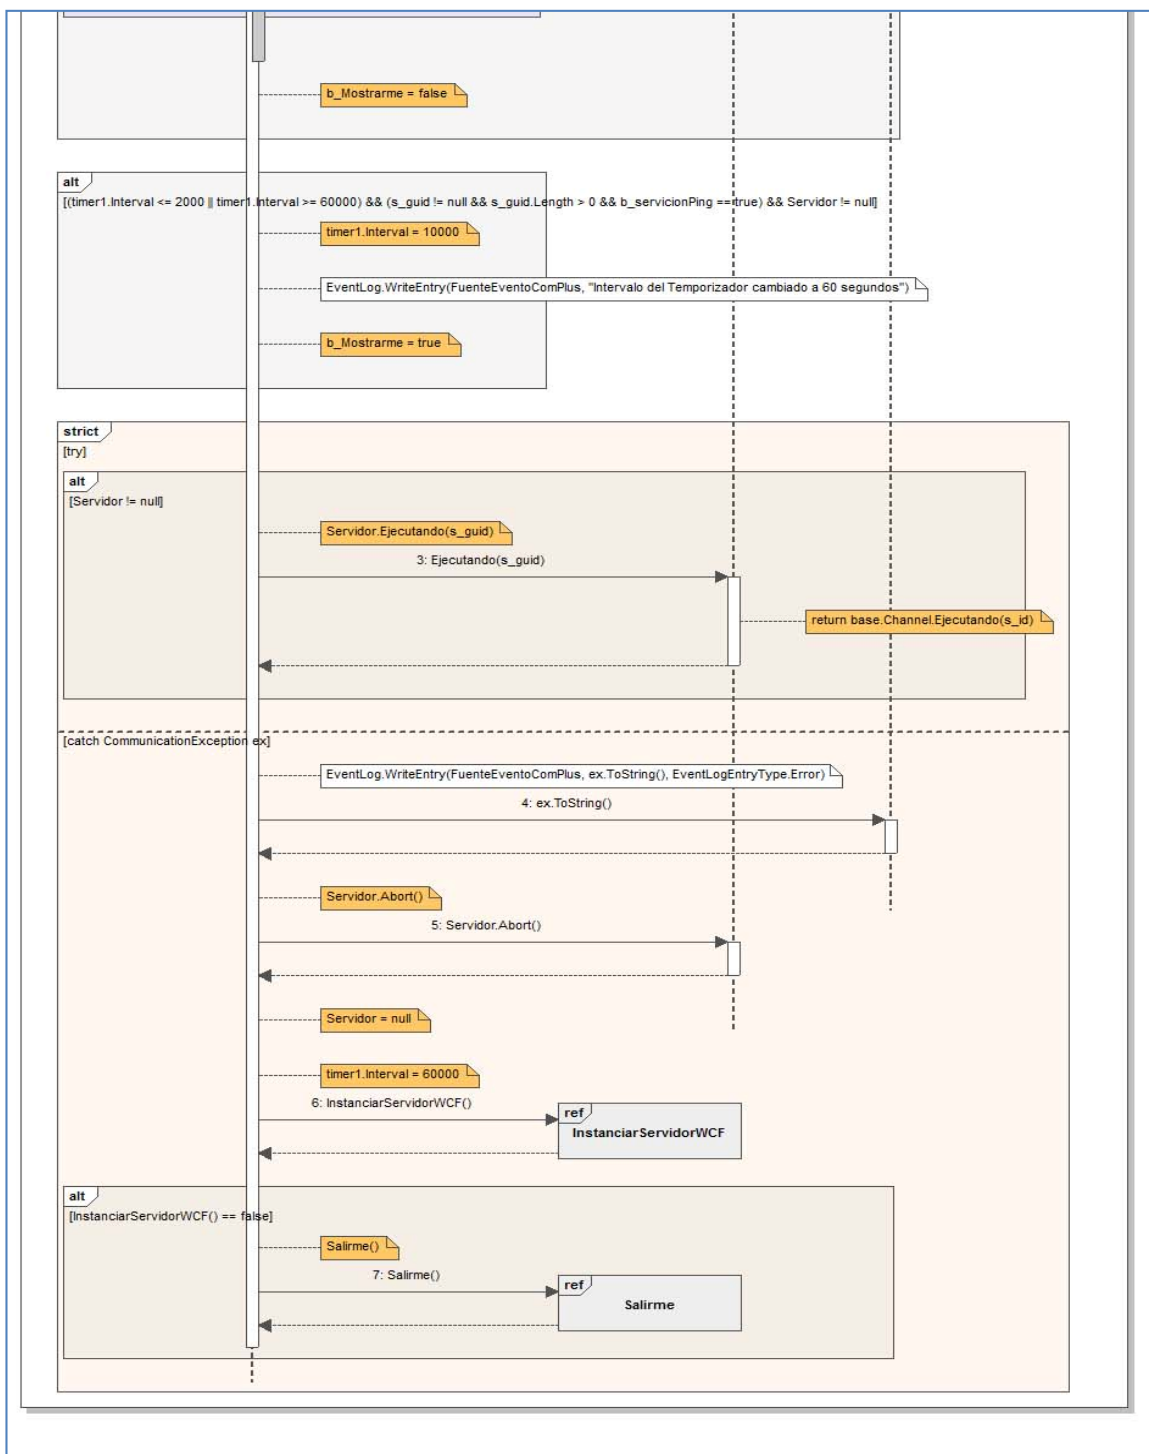 b_Mostrarme = false
alt
[(timer1.Interval <= 2000 || timer1.Interval >= 60000) && (s_guid != null && s_guid.Length > 0 && b_servicionPing == true) && Servidor != null]
timer1.Interval = 10000
EventLog.WriteEntry(FuenteEventoComPlus, "Intervalo del Temporizador cambiado a 60 segundos")
b_Mostrarme = true
strict
[try]
alt
[Servidor != null]
Servidor.Ejecutando(s_guid)
3: Ejecutando(s_guid)
return base.Channel.Ejecutando(s_id)
[catch CommunicationException ex]
EventLog.WriteEntry(FuenteEventoComPlus, ex.ToString(), EventLogEntryType.Error)
4: ex.ToString()
Servidor.Abort()
5: Servidor.Abort()
Servidor = null
timer1.Interval = 60000
6: InstanciarServidorWCF()
ref
InstanciarServidorWCF
alt
[InstanciarServidorWCF() == false]
Salirme()
7: Salirme()
ref
Salirme